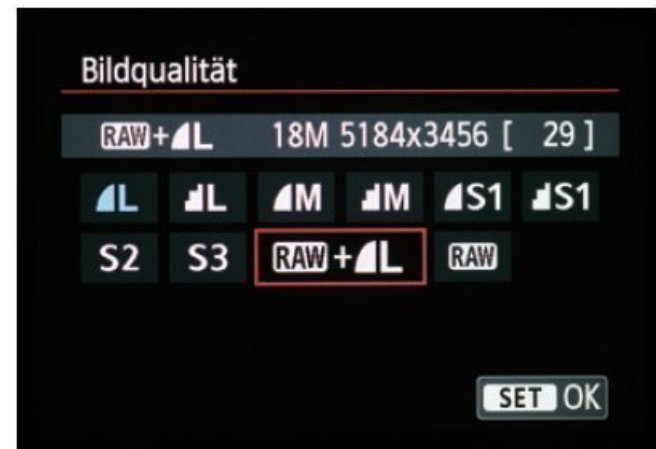 Bildqualität
RAW+L 18M 5184x3456 [ 29 ]
L L M M S1 S1
S2 S3 RAW+L RAW
SET OK